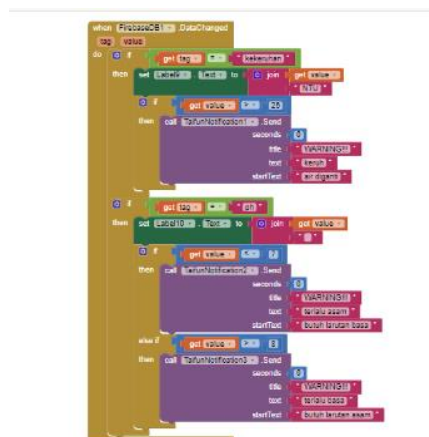 when FirebaseDB1 .DataChanged
tag value
do if get tag = " kekeruhan "
then set Label9 . Text to join get value
" NTU "
if get value > 25
then call TaifunNotification1 .Send
seconds 0
title " WARNING!!! "
text " keruh "
startText " air diganti "
if get tag = " ph "
then set Label10 . Text to join get value
" "
if get value < 7
then call TaifunNotification2 .Send
seconds 0
title " WARNING!!! "
text " terlalu asam "
startText " butuh larutan basa "
else if get value > 8
then call TaifunNotification3 .Send
seconds 0
title " WARNING!!! "
text " terlalu basa "
startText " butuh larutan asam "